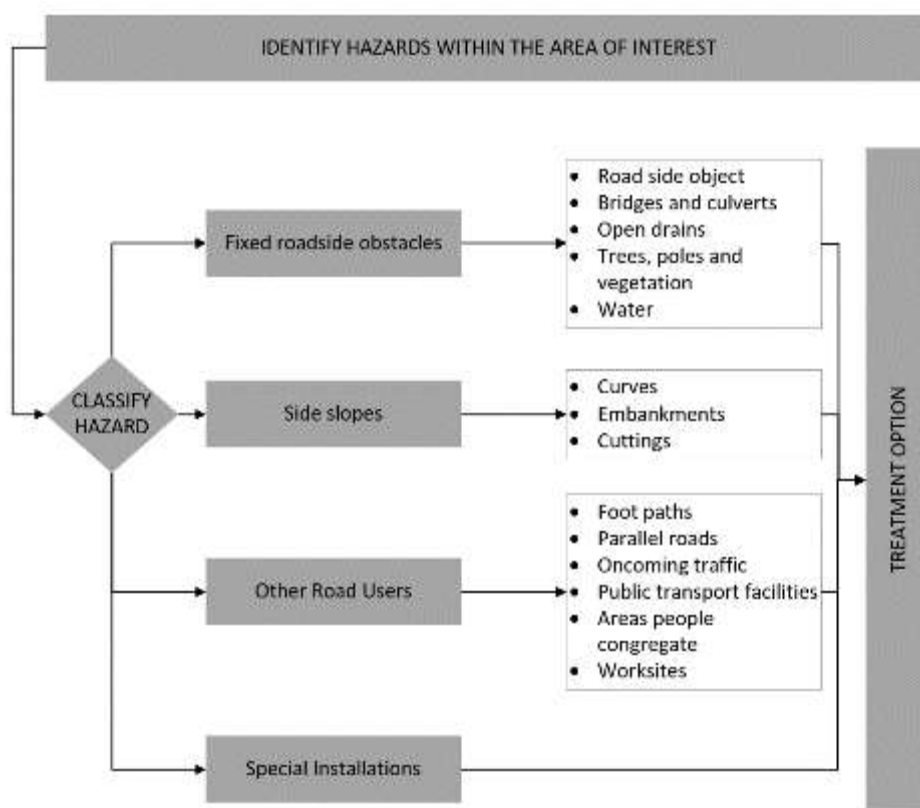 IDENTIFY HAZARDS WITHIN THE AREA OF INTEREST
CLASSIFY
HAZARD
Fixed roadside obstacles
• Road side object
• Bridges and culverts
• Open drains
• Trees, poles and
vegetation
• Water
Side slopes
• Curves
• Embankments
• Cuttings
Other Road Users
• Foot paths
• Parallel roads
• Oncoming traffic
• Public transport facilities
• Areas people
congregate
• Worksites
Special Installations
TREATMENT OPTION